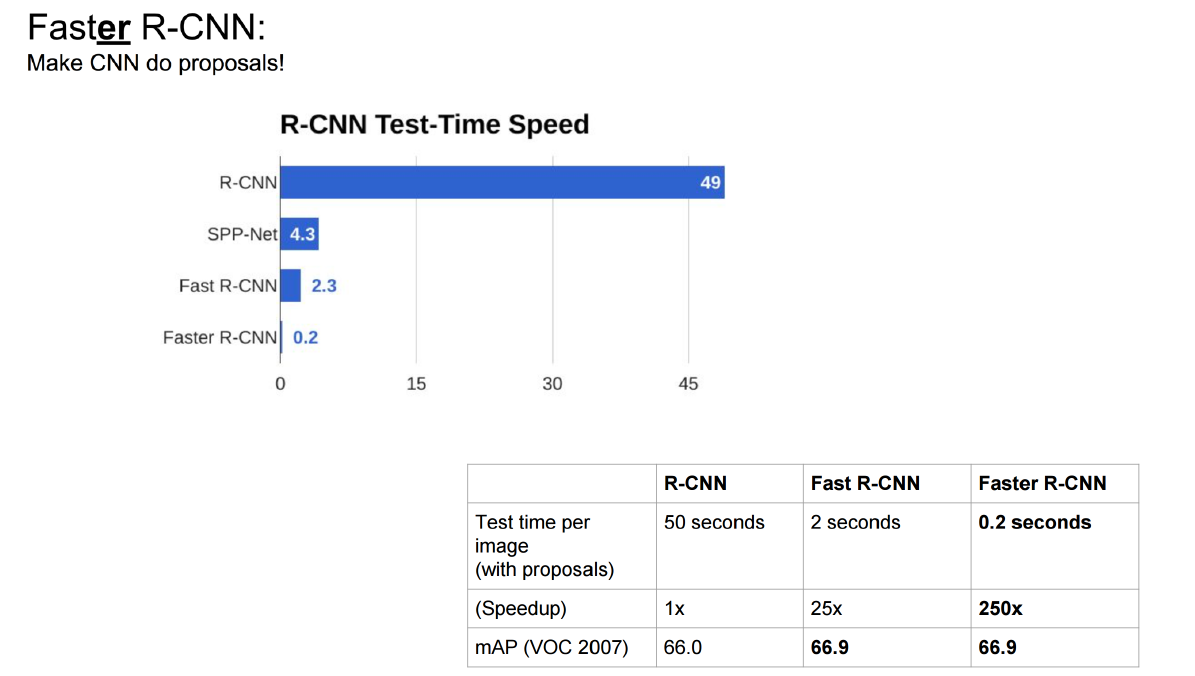 Faster R-CNN:
Make CNN do proposals!
R-CNN Test-Time Speed
R-CNN 49
SPP-Net 4.3
Fast R-CNN 2.3
Faster R-CNN 0.2
0 15 30 45
R-CNN Fast R-CNN Faster R-CNN
Test time per 50 seconds 2 seconds 0.2 seconds
image
(with proposals)
(Speedup) 1x 25x 250x
mAP (VOC 2007) 66.0 66.9 66.9